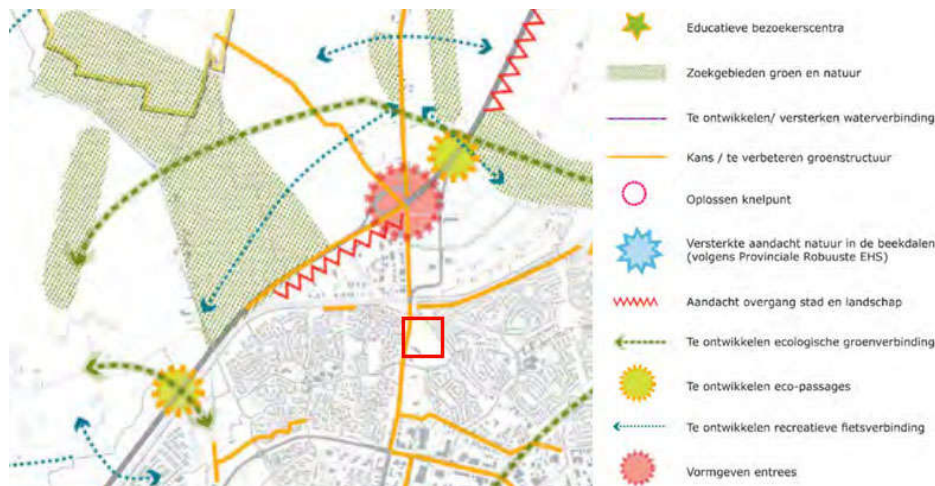 Educatieve bezoekerscentra
Zoekgebieden groen en natuur
Te ontwikkelen/ versterken waterverbinding
Kans / te verbeteren groenstructuur
Oplossen knelpunt
Versterkte aandacht natuur in de beekdalen
(volgens Provinciale Robuuste EHS)
Aandacht overgang stad en landschap
Te ontwikkelen ecologische groenverbinding
Te ontwikkelen eco-passages
Te ontwikkelen recreatieve fietsverbinding
Vormgeven entrees